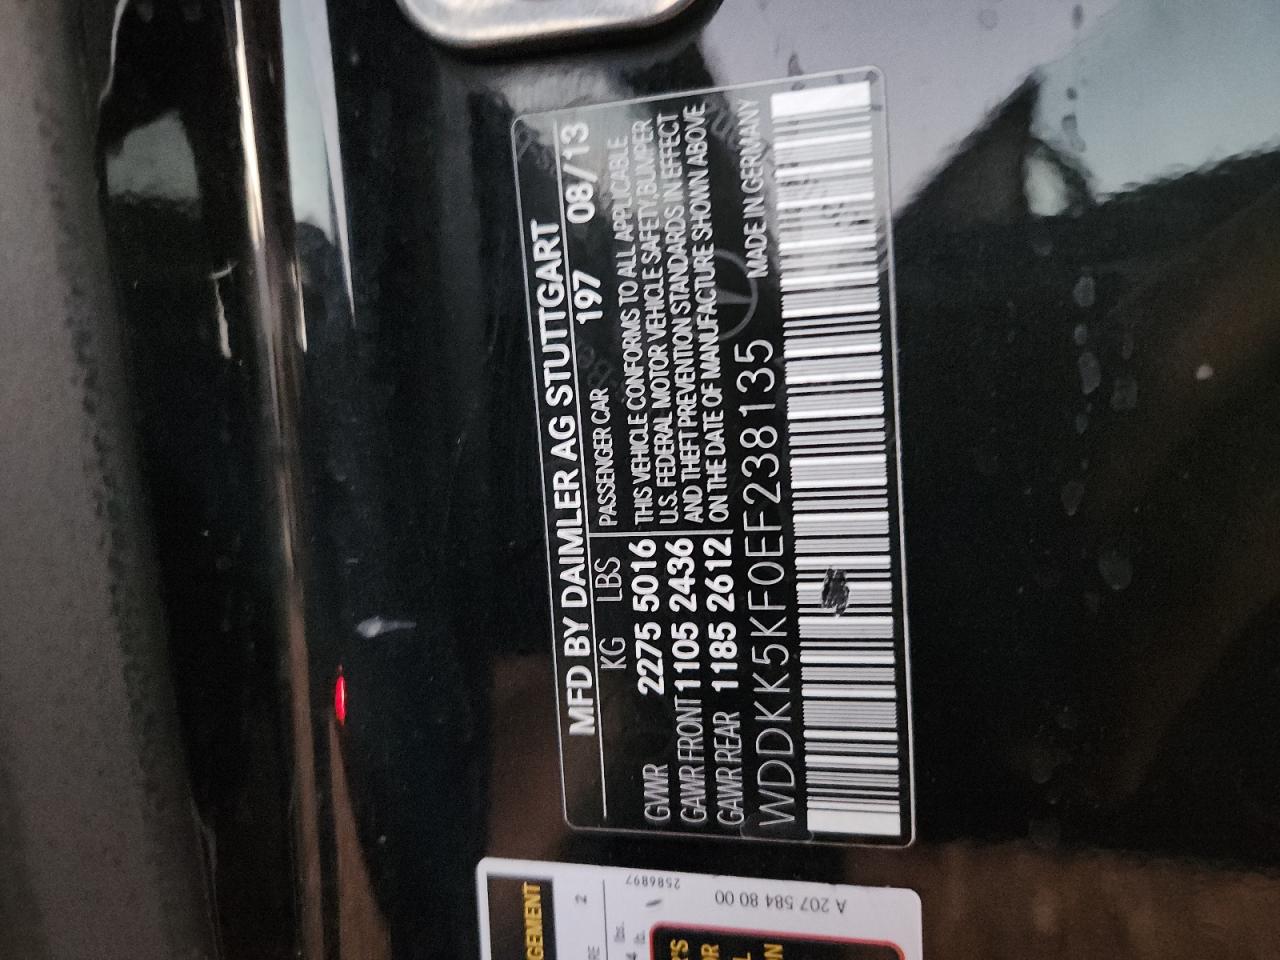 MFD BY DAIMLER AG STUTTGART
197 08/13
KG LBS PASSENGER CAR
GVWR 2275 5016 THIS VEHICLE CONFORMS TO ALL APPLICABLE
GAWR FRONT 1105 2436 U.S. FEDERAL MOTOR VEHICLE SAFETY, BUMPER
GAWR REAR 1185 2612 AND THEFT PREVENTION STANDARDS IN EFFECT
ON THE DATE OF MANUFACTURE SHOWN ABOVE
WDDKK5KF0EF238135 MADE IN GERMANY
GEMENT
2
2586897
A 207 584 80 00